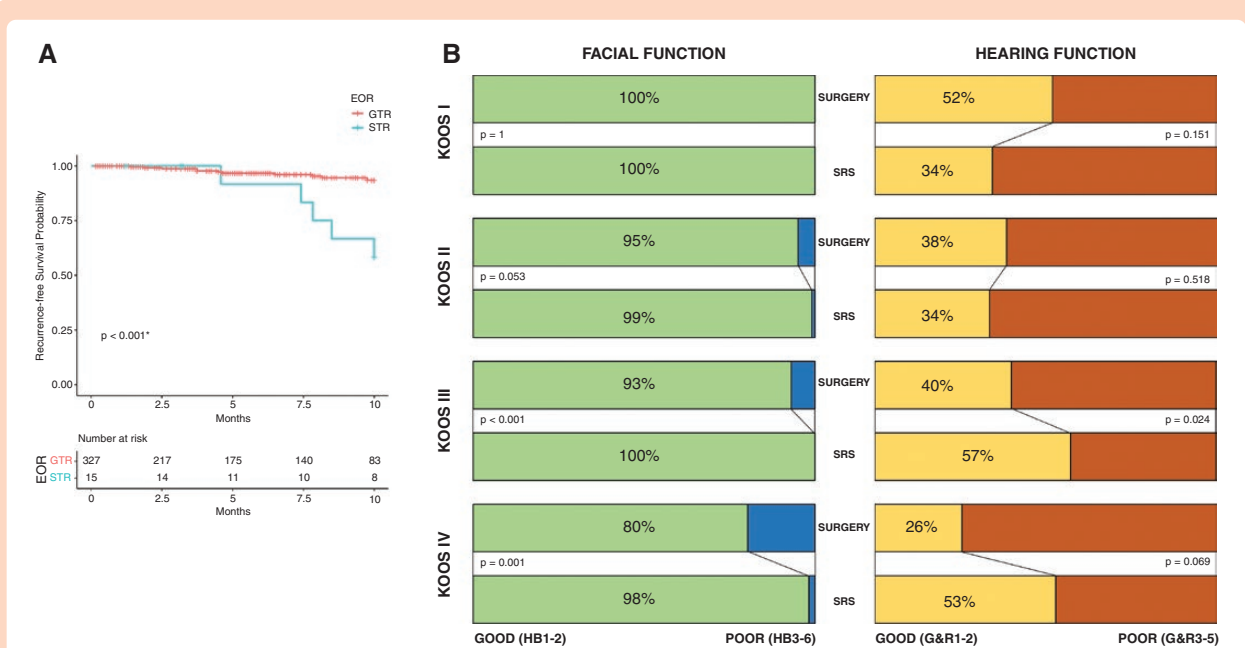 A
EOR
GTR
STR
Recurrence-free Survival Probability
1.00
0.75
0.50
0.25
0.00
p < 0.001*
0 2.5 5 7.5 10
Months
Number at risk
EOR
GTR 327 217 175 140 83
STR 15 14 11 10 8
0 2.5 5 7.5 10
Months
B
FACIAL FUNCTION HEARING FUNCTION
KOOS I
100% SURGERY 52%
p = 1 p = 0.151
100% SRS 34%
KOOS II
95% SURGERY 38%
p = 0.053 p = 0.518
99% SRS 34%
KOOS III
93% SURGERY 40%
p < 0.001 p = 0.024
100% SRS 57%
KOOS IV
80% SURGERY 26%
p = 0.001 p = 0.069
98% SRS 53%
GOOD (HB1-2) POOR (HB3-6) GOOD (G&R1-2) POOR (G&R3-5)